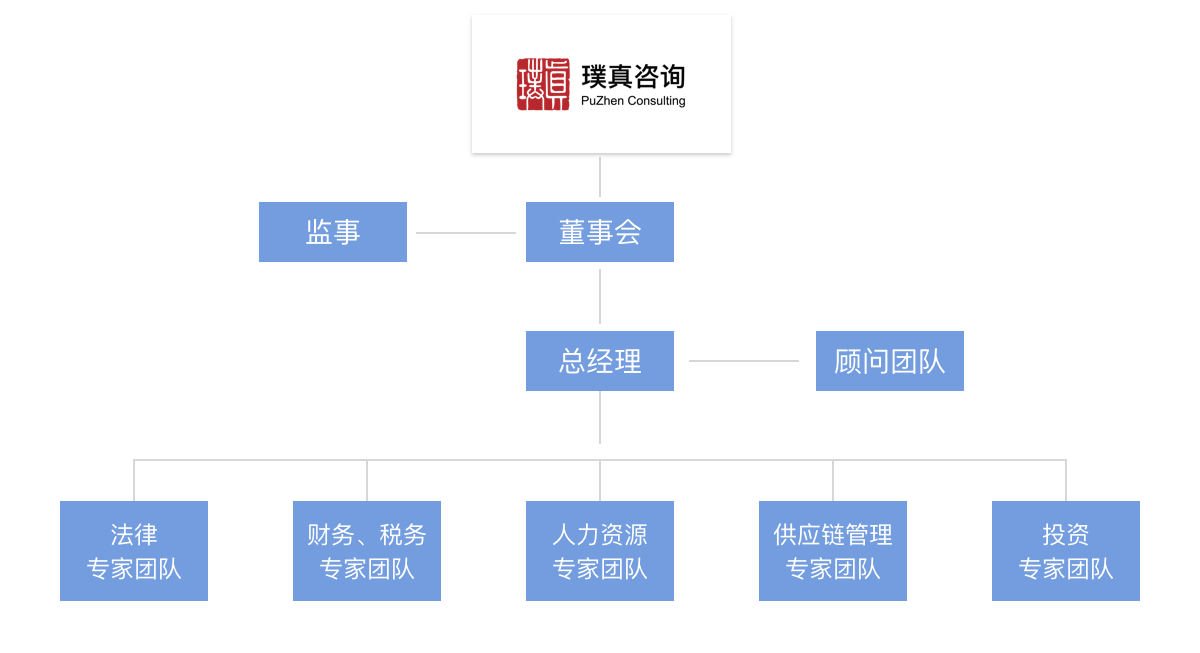 璞真
璞真咨询
PuZhen Consulting
监事
董事会
总经理
顾问团队
法律
专家团队
财务、税务
专家团队
人力资源
专家团队
供应链管理
专家团队
投资
专家团队